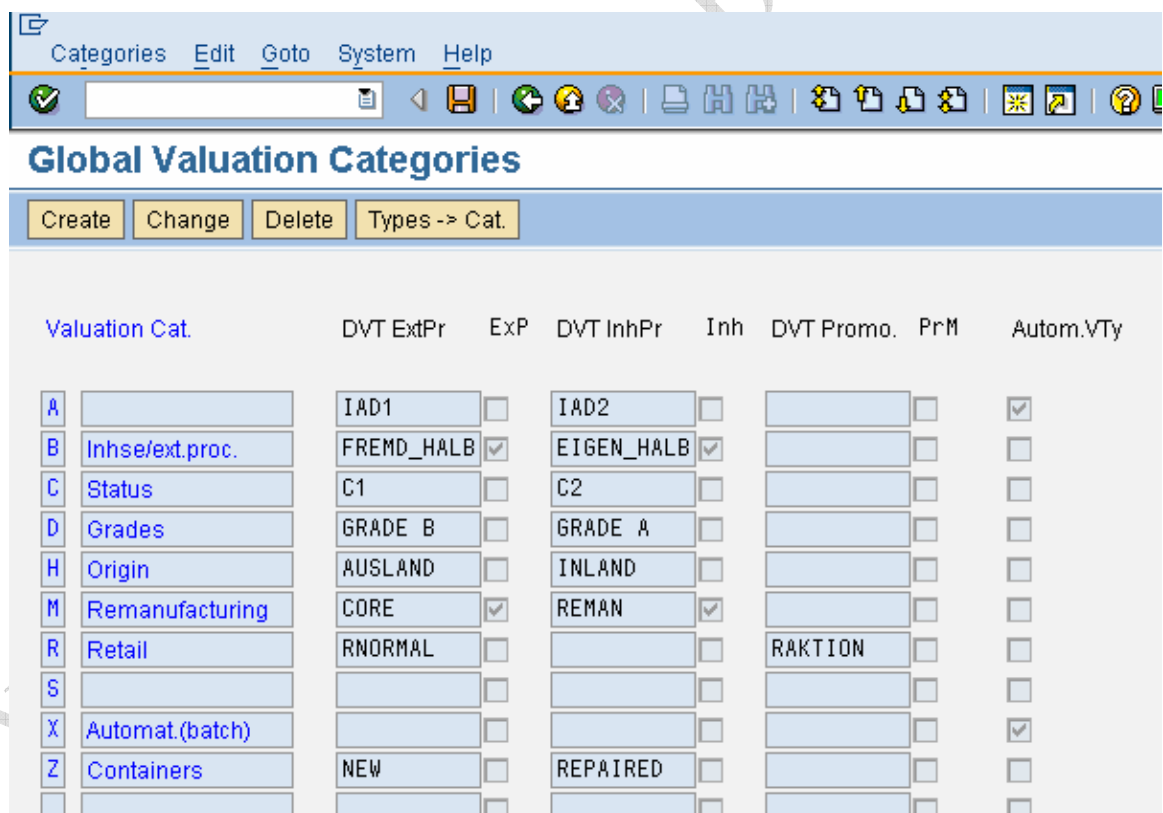 Categories Edit Goto System Help
Global Valuation Categories
Create Change Delete Types -> Cat.
Valuation Cat. DVT ExtPr ExP DVT InhPr Inh DVT Promo. PrM Autom.VTy
A IAD1 IAD2
B Inhse/ext.proc. FREMD_HALB EIGEN_HALB
C Status C1 C2
D Grades GRADE B GRADE A
H Origin AUSLAND INLAND
M Remanufacturing CORE REMAN
R Retail RNORMAL RAKTION
S
X Automat.(batch)
Z Containers NEW REPAIRED